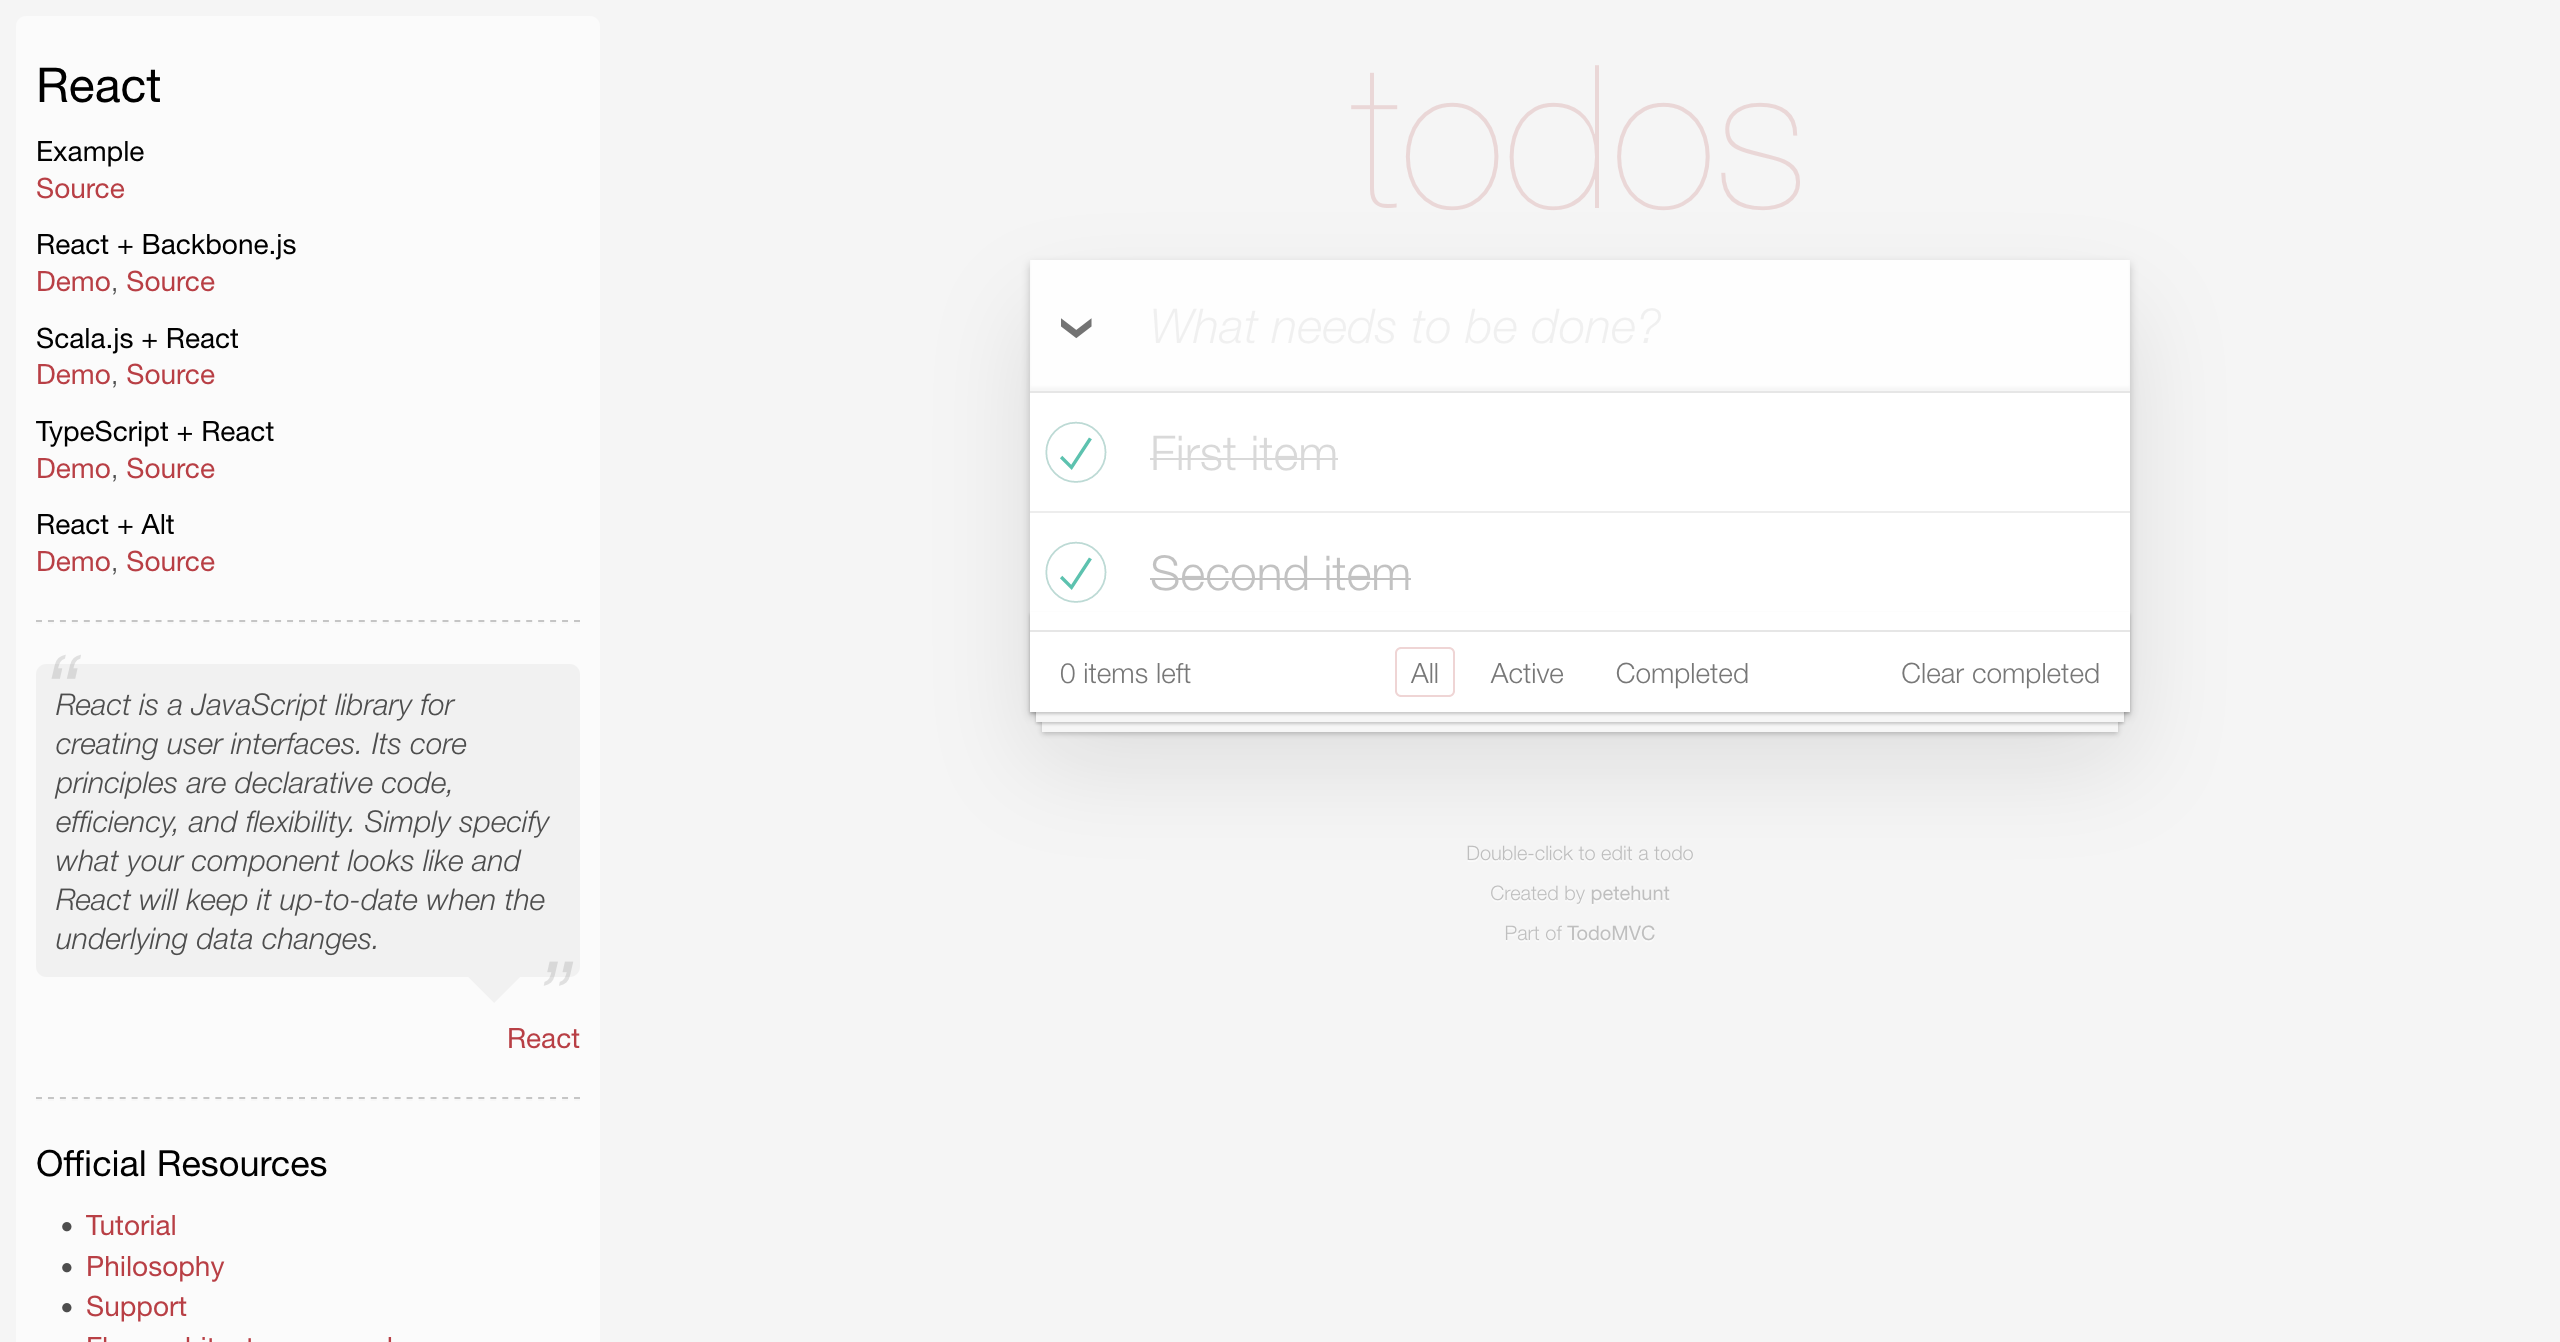 React
Example
Source
React + Backbone.js
Demo, Source
Scala.js + React
Demo, Source
TypeScript + React
Demo, Source
React + Alt
Demo, Source
“
React is a JavaScript library for
creating user interfaces. Its core
principles are declarative code,
efficiency, and flexibility. Simply specify
what your component looks like and
React will keep it up-to-date when the
underlying data changes.
”
React
Official Resources
Tutorial
Philosophy
Support
todos
What needs to be done?
First item
Second item
0 items left
All
Active
Completed
Clear completed
Double-click to edit a todo
Created by petehunt
Part of TodoMVC